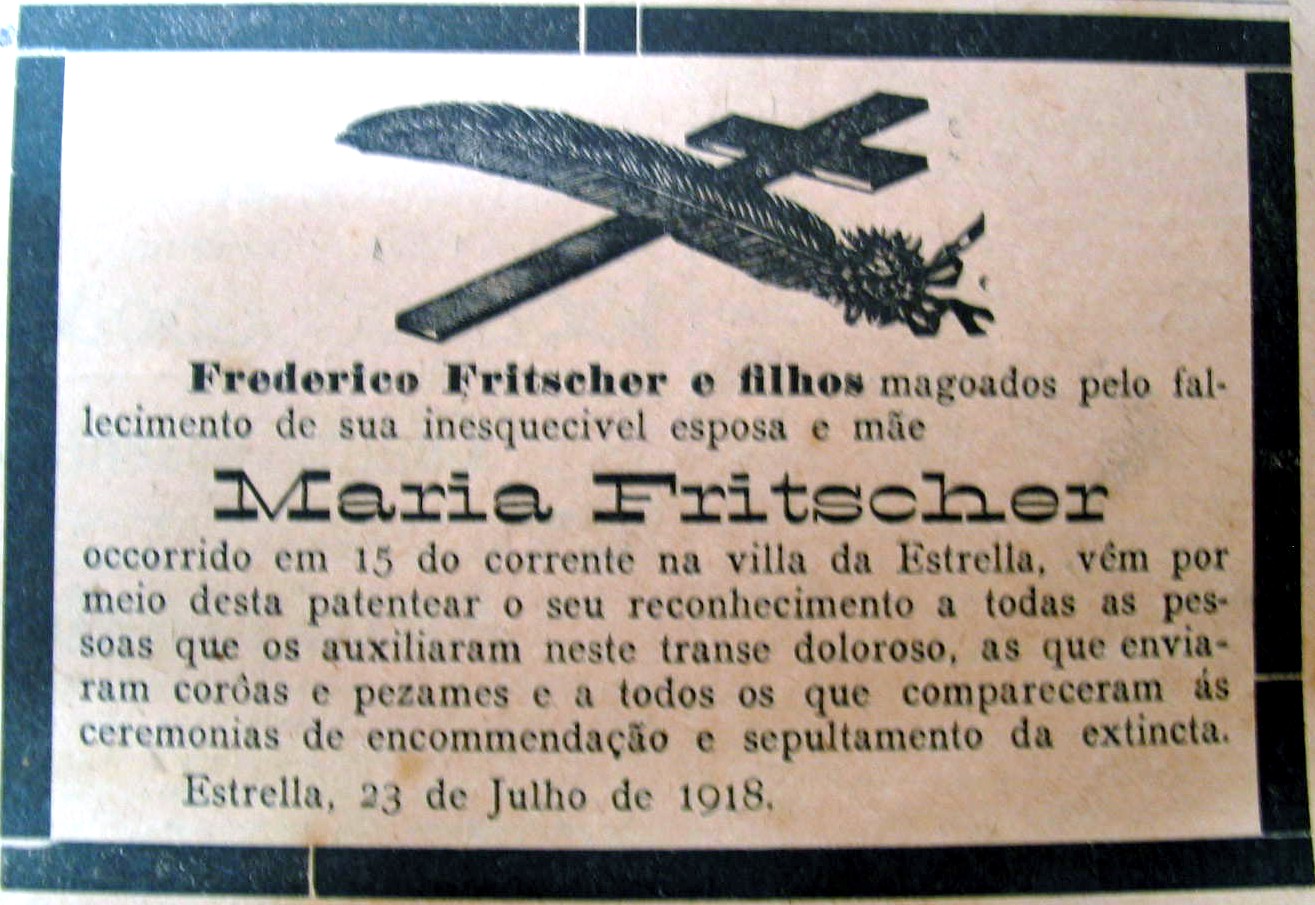 Frederico Fritscher e filhos magoados pelo fal-
lecimento de sua inesquecivel esposa e mãe
Maria Fritscher
occorrido em 15 do corrente na villa da Estrella, vêm por
meio desta patentear o seu reconhecimento a todas as pes-
soas que os auxiliaram neste transe doloroso, as que envia-
ram corôas e pezames e a todos os que compareceram ás
ceremonias de encommendação e sepultamento da extincta.
Estrella, 23 de Julho de 1918.